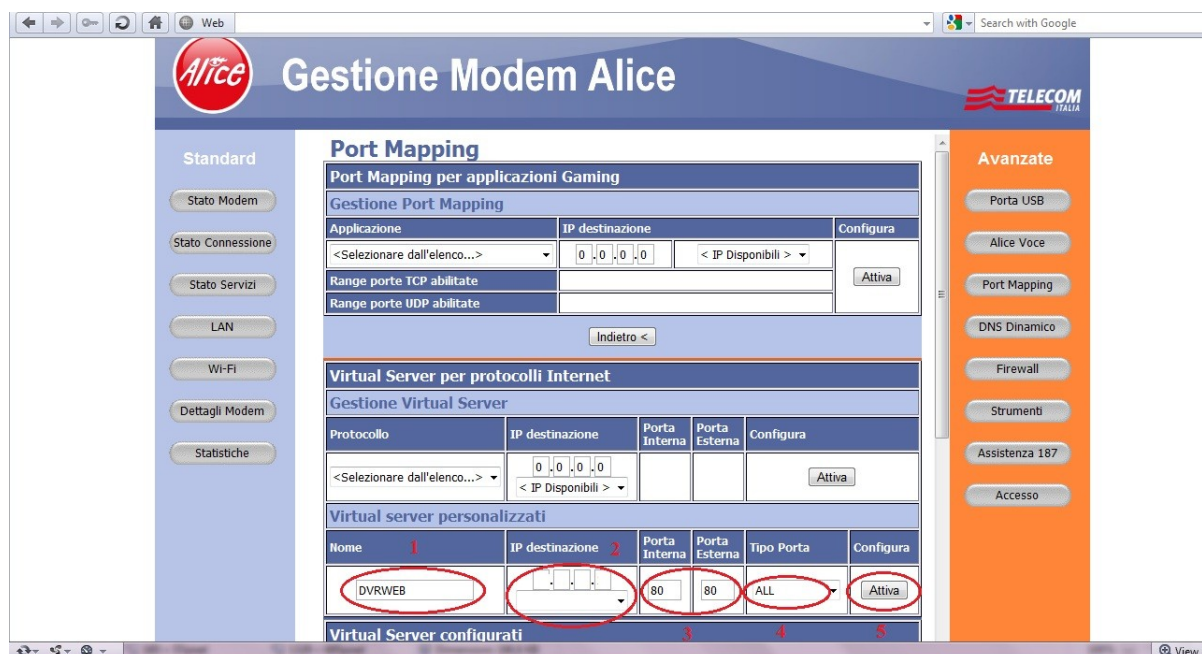 Web
Search with Google
Alice
Gestione Modem Alice
TELECOM
ITALIA
Standard
Stato Modem
Stato Connessione
Stato Servizi
LAN
Wi-Fi
Dettagli Modem
Statistiche
Port Mapping
Port Mapping per applicazioni Gaming
Gestione Port Mapping
Applicazione IP destinazione Configura
<Selezionare dall'elenco...> 0 .0 .0 .0 < IP Disponibili > Attiva
Range porte TCP abilitate
Range porte UDP abilitate
Indietro <
Virtual Server per protocolli Internet
Gestione Virtual Server
Protocollo IP destinazione Porta Interna Porta Esterna Configura
<Selezionare dall'elenco...> 0 .0 .0 .0 Attiva
< IP Disponibili >
Virtual server personalizzati
Nome 1 IP destinazione 2 Porta Interna Porta Esterna Tipo Porta Configura
DVRWEB . . . 80 80 ALL Attiva
Virtual Server configurati 3 4 5
Avanzate
Porta USB
Alice Voce
Port Mapping
DNS Dinamico
Firewall
Strumenti
Assistenza 187
Accesso
View